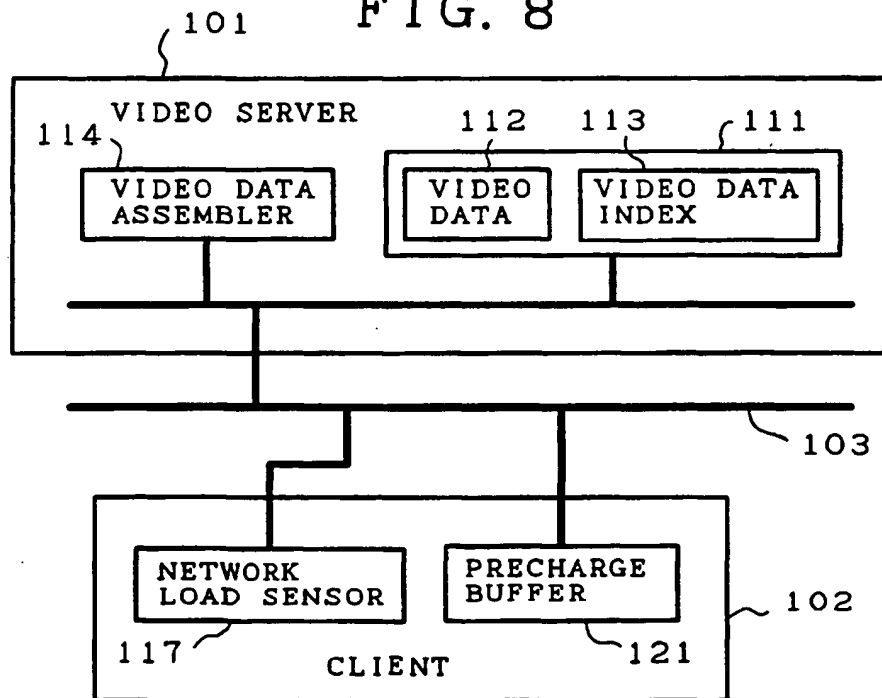 FIG. 8
101
VIDEO SERVER
114
112
113
111
VIDEO DATA
ASSEMBLER
VIDEO
DATA
VIDEO DATA
INDEX
103
NETWORK
LOAD SENSOR
PRECHARGE
BUFFER
102
117
121
CLIENT